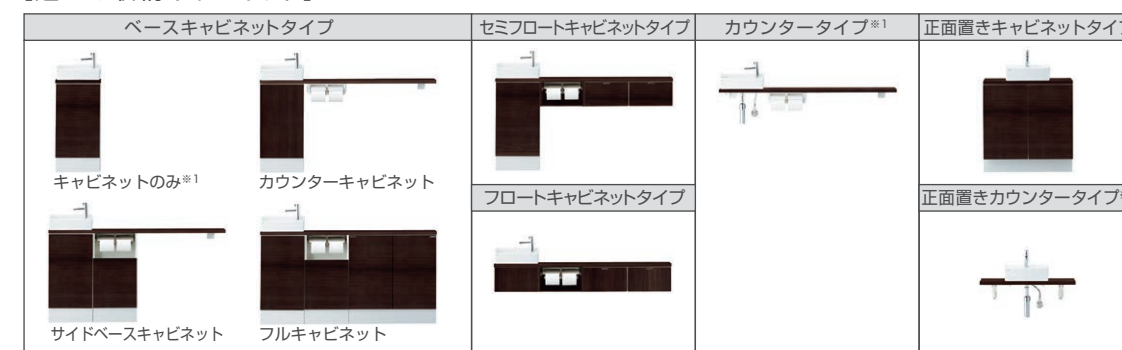 ベースキャビネットタイプ
セミフロートキャビネットタイプ
カウンタータイプ※1
正面置きキャビネットタイプ
キャビネットのみ※1
カウンターキャビネット
フロートキャビネットタイプ
正面置きカウンタータイプ※
サイドベースキャビネット
フルキャビネット